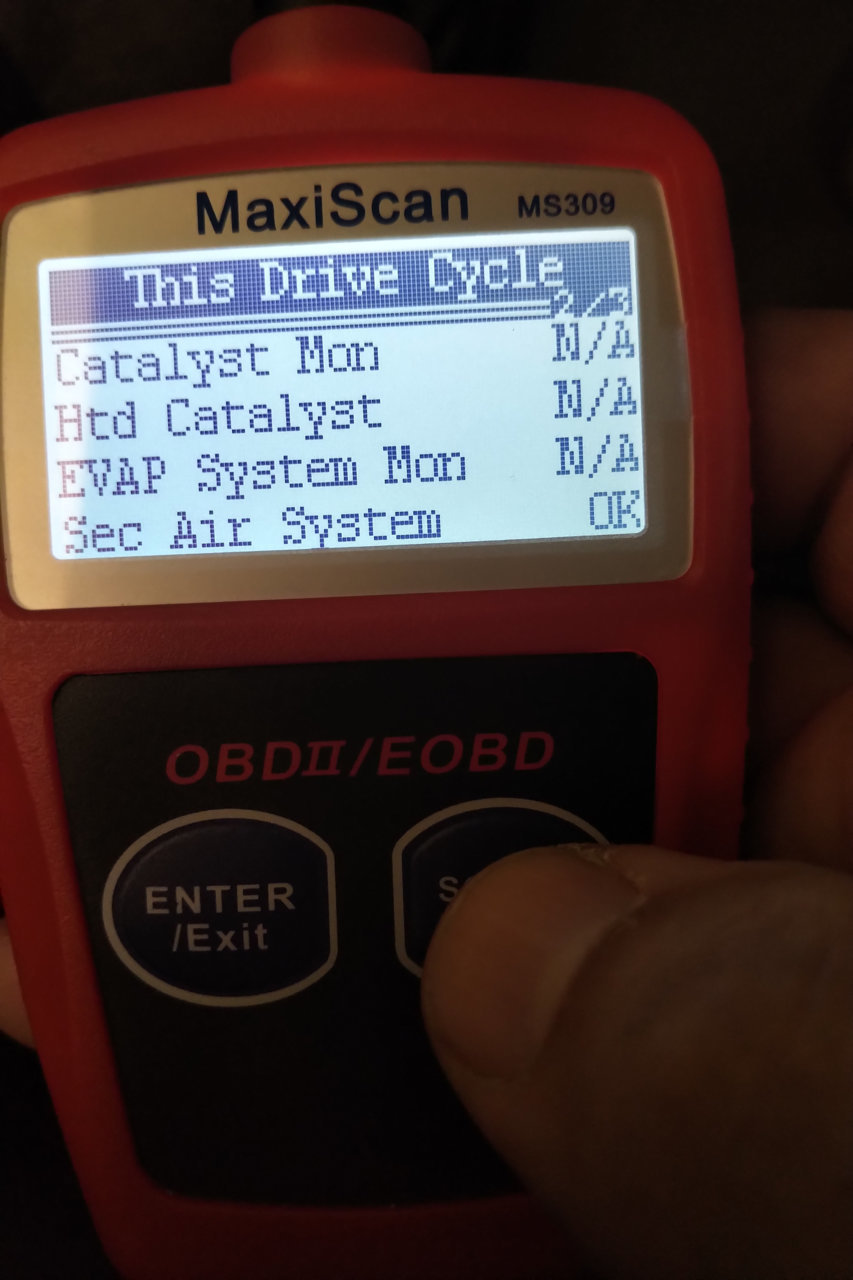 MaxiScan MS309
This Drive Cycle
2/3
Catalyst Mon N/A
Htd Catalyst N/A
EVAP System Mon N/A
Sec Air System OK
OBDII/EOBD
ENTER
/Exit